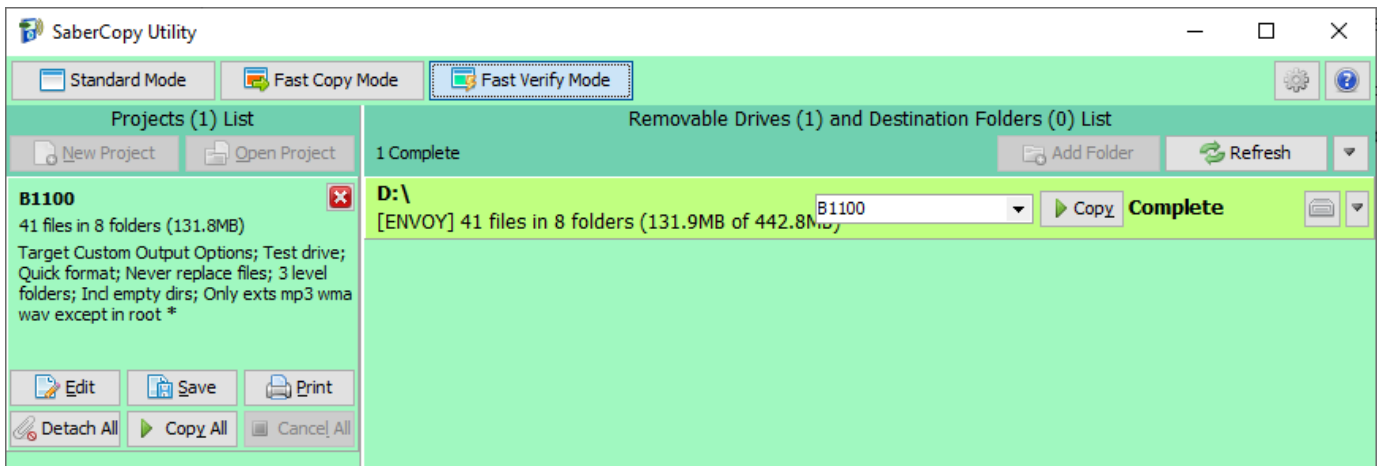 SaberCopy Utility
Standard Mode
Fast Copy Mode
Fast Verify Mode
Projects (1) List
Removable Drives (1) and Destination Folders (0) List
New Project
Open Project
1 Complete
Add Folder
Refresh
B1100
41 files in 8 folders (131.8MB)
Target Custom Output Options; Test drive;
Quick format; Never replace files; 3 level
folders; Incl empty dirs; Only exts mp3 wma
wav except in root *
D:\
[ENVOY] 41 files in 8 folders (131.9MB of 442.8MB)
B1100
Copy
Complete
Edit
Save
Print
Detach All
Copy All
Cancel All